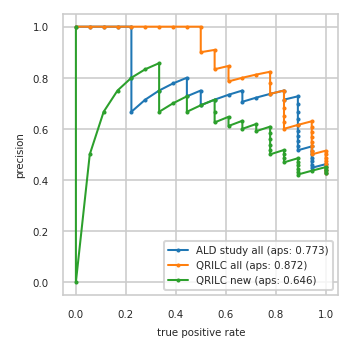 1.0
0.8
0.6
0.4
0.2
0.0
precision
0.0 0.2 0.4 0.6 0.8 1.0
true positive rate
ALD study all (aps: 0.773)
QRILC all (aps: 0.872)
QRILC new (aps: 0.646)